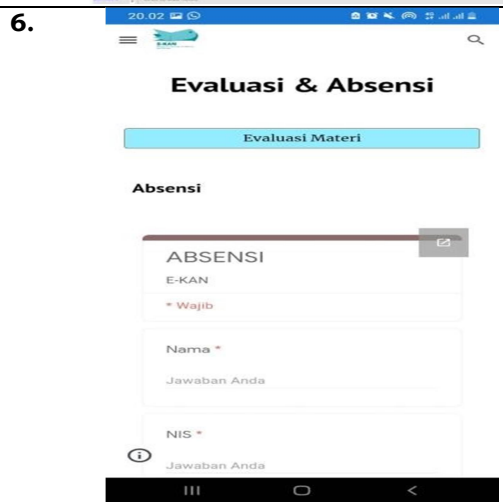 6.
20.02
E-KAN
Evaluasi & Absensi
Evaluasi Materi
Absensi
ABSENSI
E-KAN
* Wajib
Nama *
Jawaban Anda
NIS *
Jawaban Anda